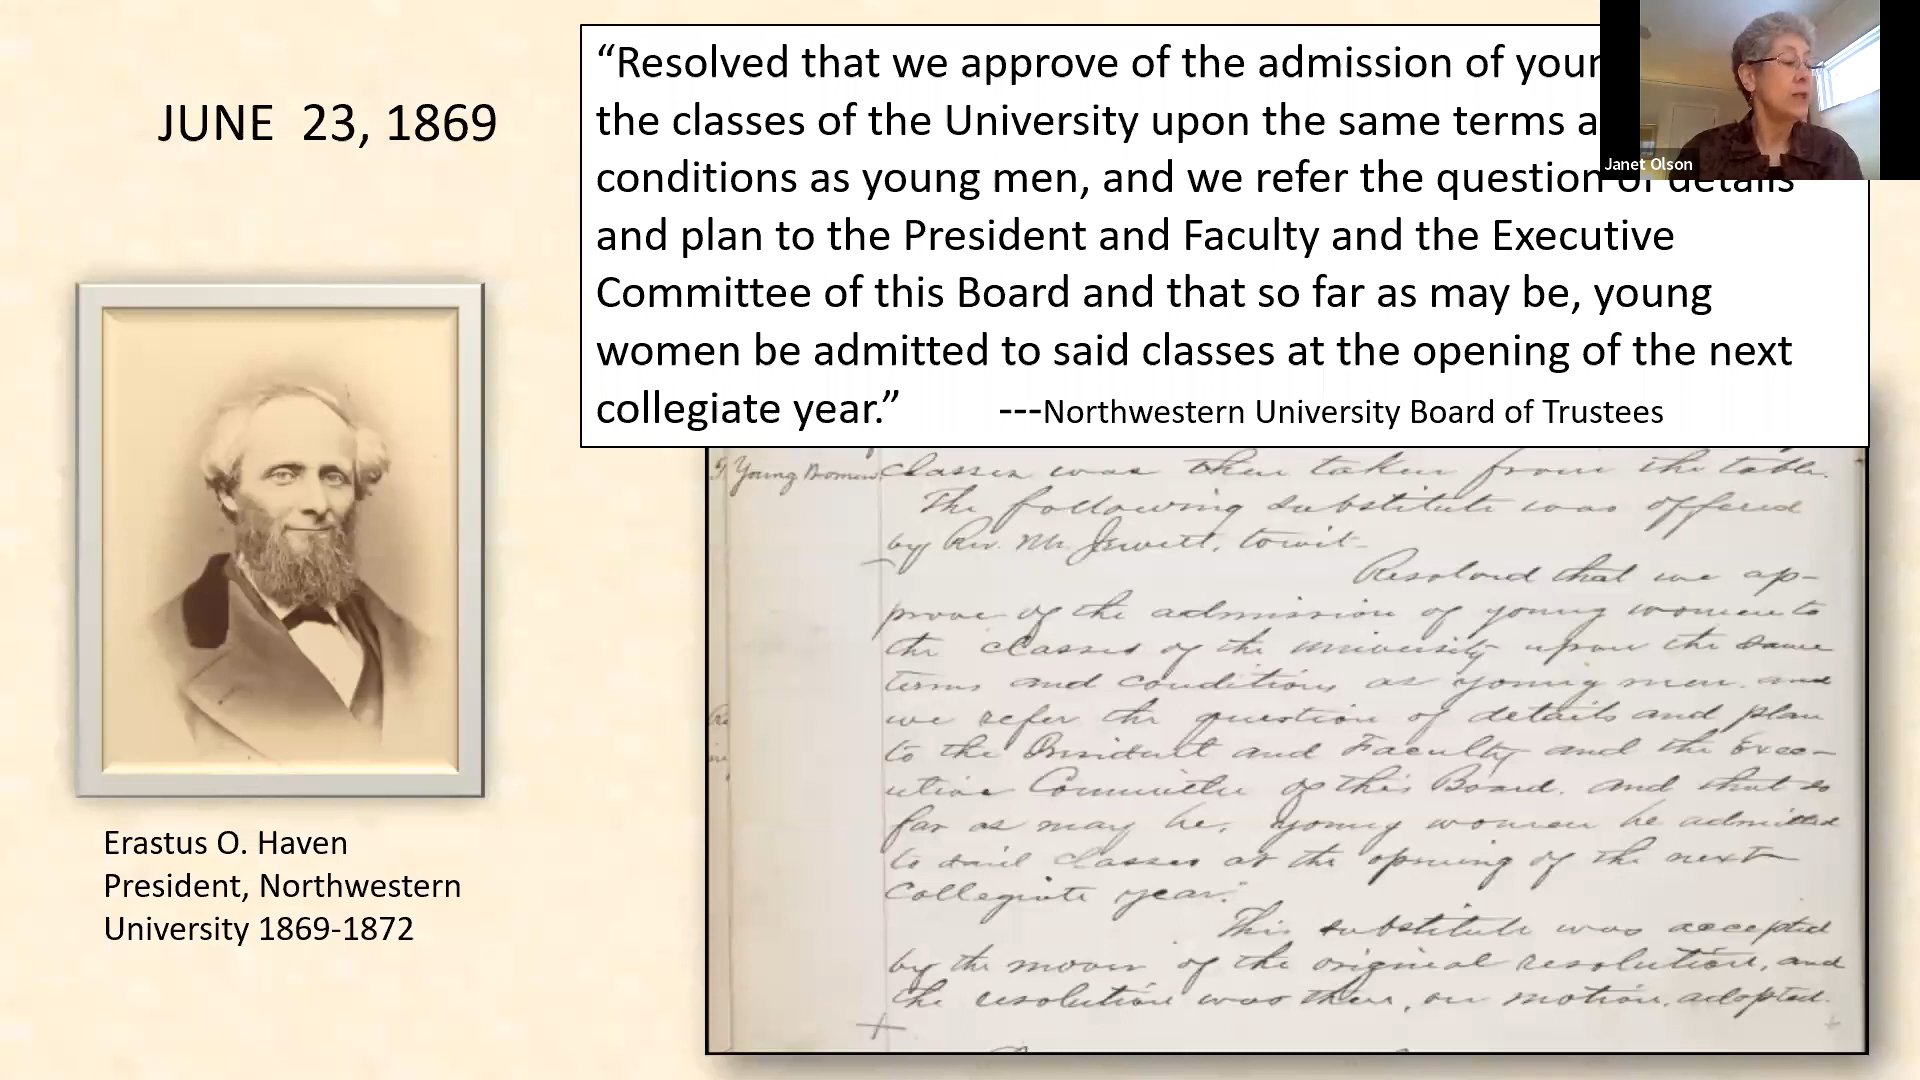 JUNE 23, 1869
“Resolved that we approve of the admission of
the classes of the University upon the same terms
conditions as young men, and we refer the question of details
and plan to the President and Faculty and the Executive
Committee of this Board and that so far as may be, young
women be admitted to said classes at the opening of the next
collegiate year.” ---Northwestern University Board of Trustees
Janet Olson
Erastus O. Haven
President, Northwestern
University 1869-1872
Young Women classes was then taken from the table.
The following substitute was offered
by Rev. Mr. Jewett, towit-
Resolved that we ap-
prove of the admission of young women to
the classes of the University upon the same
terms and conditions as young men. and
we refer the question of details and plan
to the President and Faculty and the Exec-
utive Committee of this Board. and that so
far as may be, young women be admitted
to said classes at the opening of the next
Collegiate year."
This substitute was accepted
by the mover of the original resolution, and
the resolution was then, on motion, adopted.